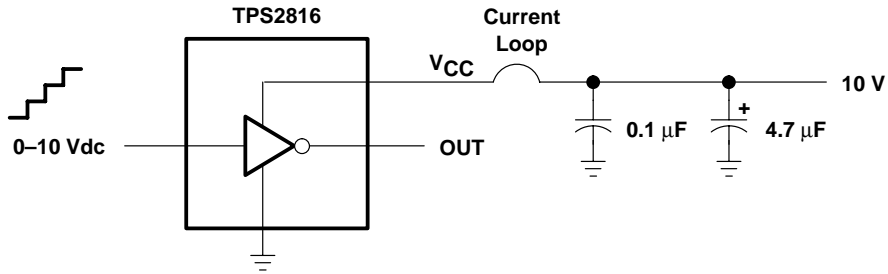 TPS2816
Current
Loop
VCC
10 V
0–10 Vdc
OUT
0.1 μF
+
4.7 μF